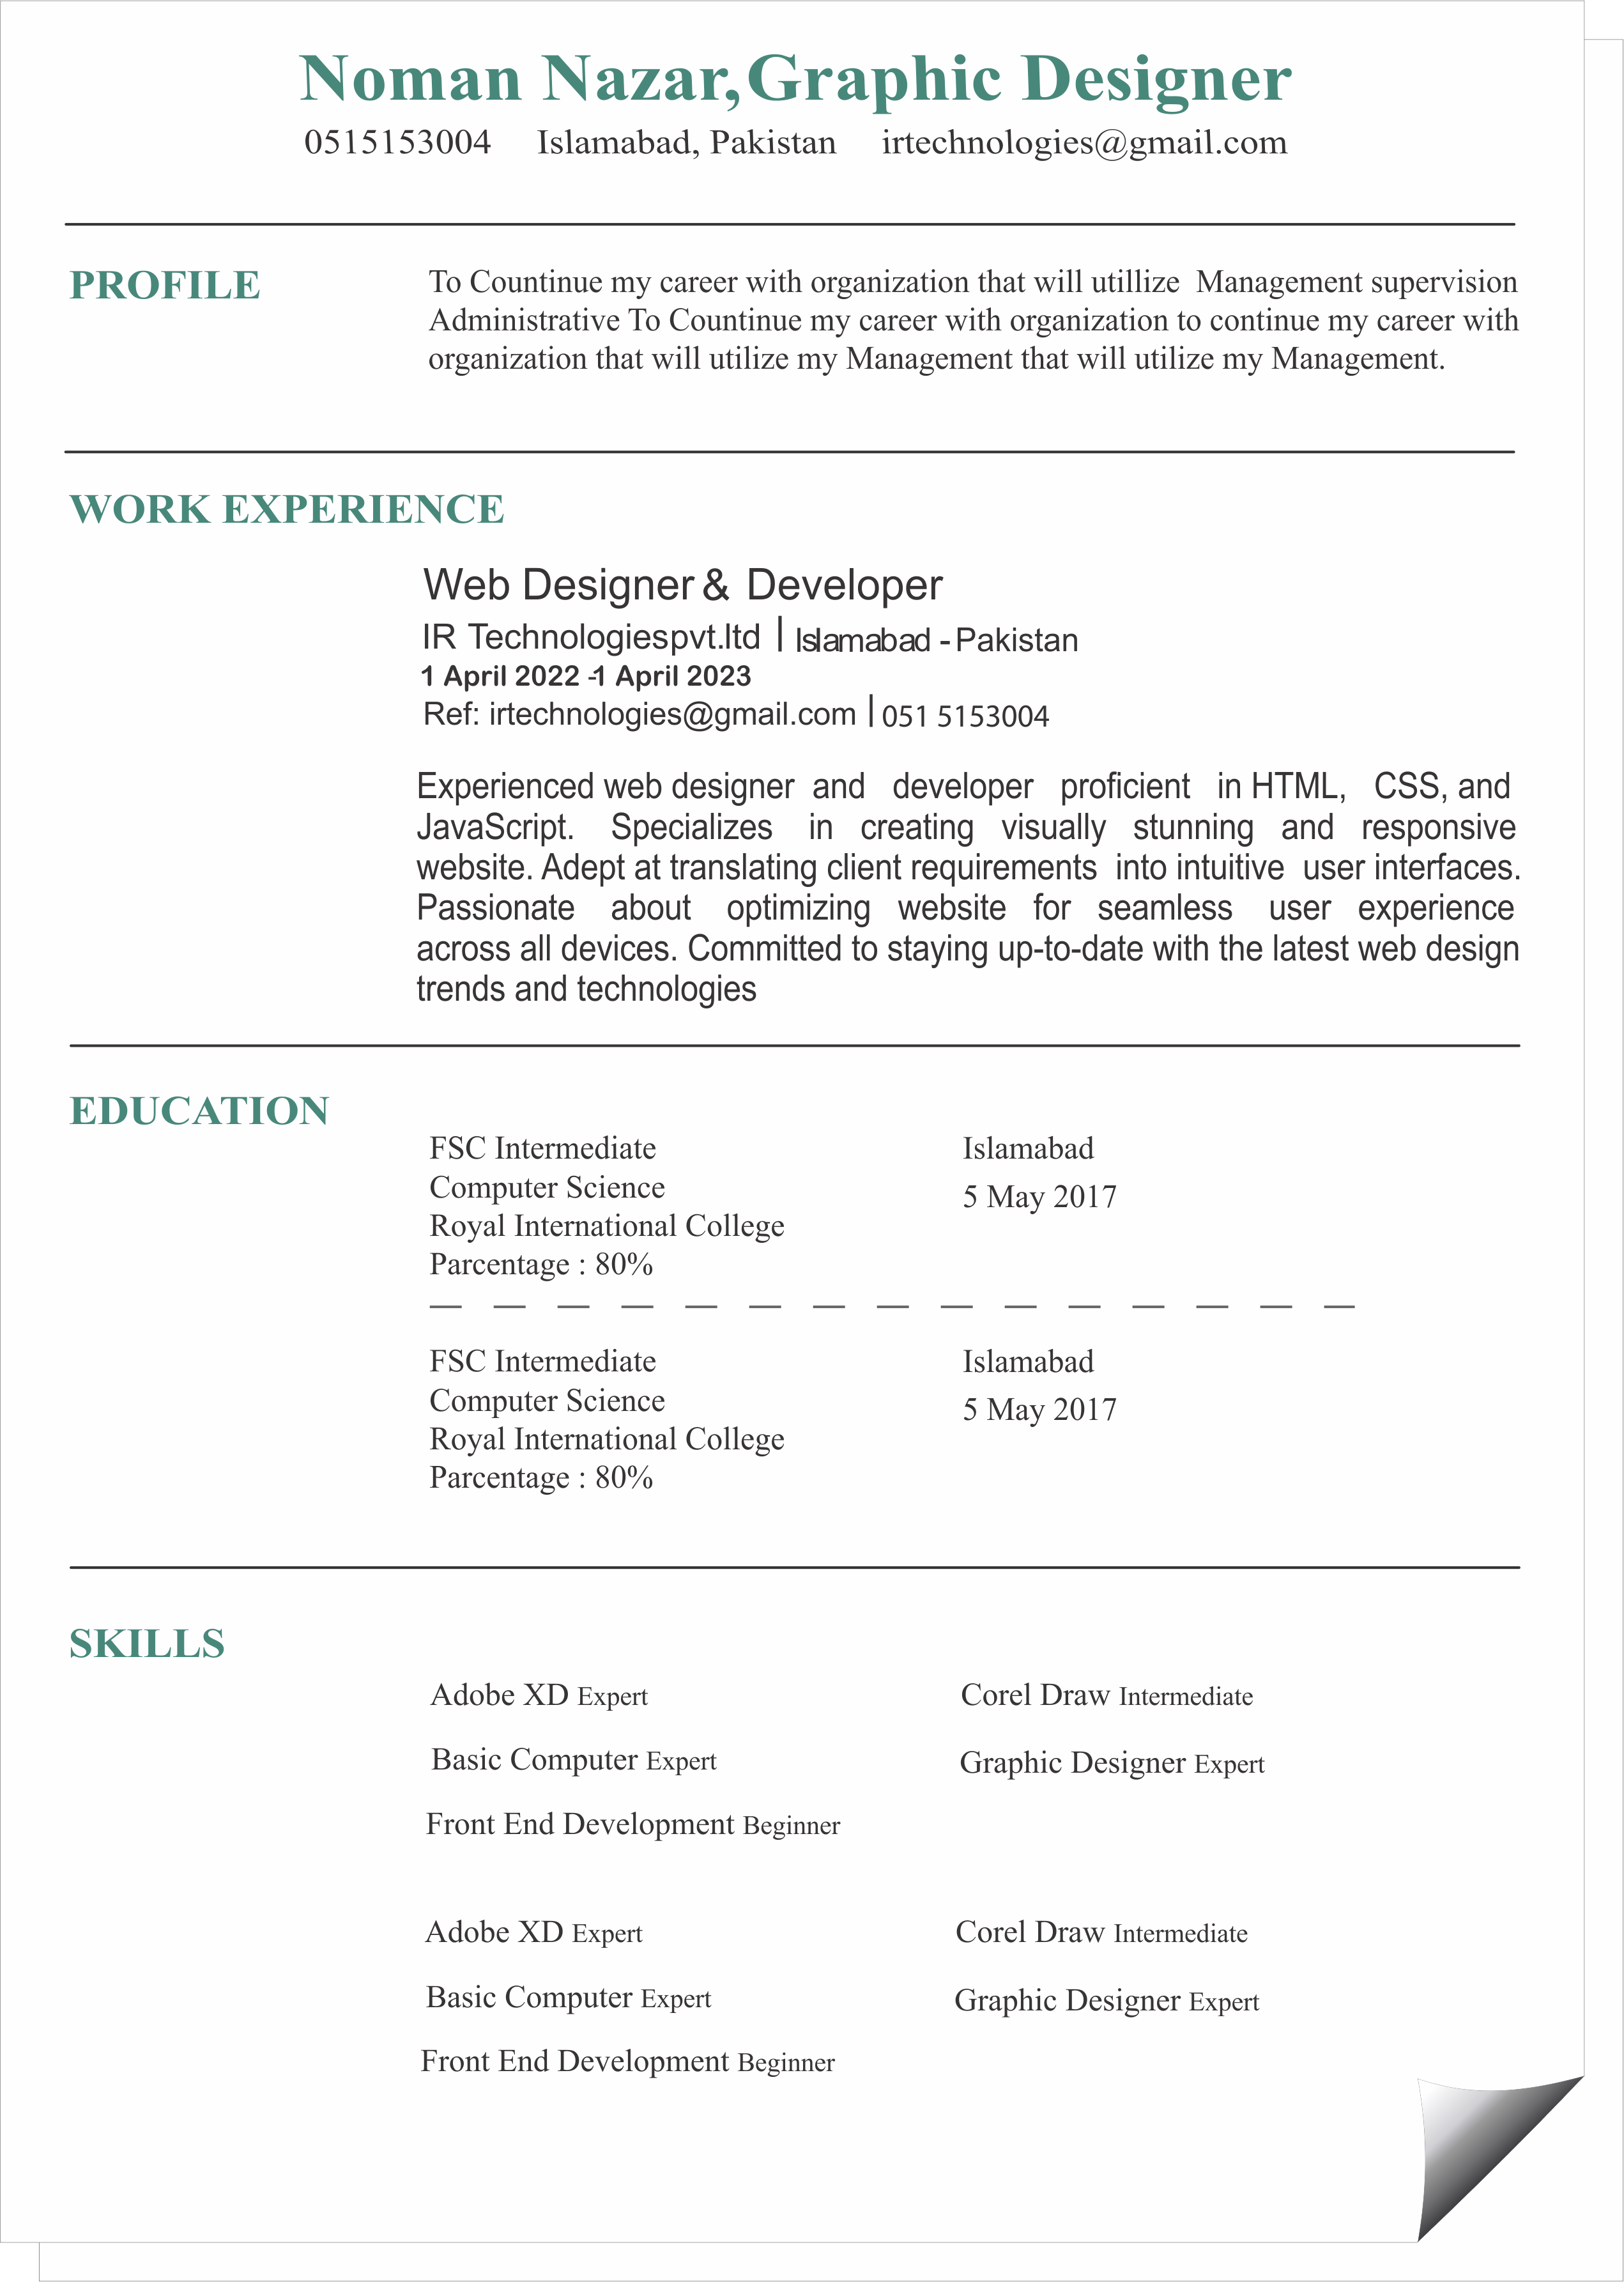 Noman Nazar,Graphic Designer
0515153004 Islamabad, Pakistan irtechnologies@gmail.com
PROFILE
To Countinue my career with organization that will utillize Management supervision
Administrative To Countinue my career with organization to continue my career with
organization that will utilize my Management that will utilize my Management.
WORK EXPERIENCE
Web Designer & Developer
IR Technologiespvt.ltd | Islamabad - Pakistan
1 April 2022 -1 April 2023
Ref: irtechnologies@gmail.com | 051 5153004
Experienced web designer and developer proficient in HTML, CSS, and
JavaScript. Specializes in creating visually stunning and responsive
website. Adept at translating client requirements into intuitive user interfaces.
Passionate about optimizing website for seamless user experience
across all devices. Committed to staying up-to-date with the latest web design
trends and technologies
EDUCATION
FSC Intermediate Islamabad
Computer Science 5 May 2017
Royal International College
Parcentage : 80%
FSC Intermediate Islamabad
Computer Science 5 May 2017
Royal International College
Parcentage : 80%
SKILLS
Adobe XD Expert Corel Draw Intermediate
Basic Computer Expert Graphic Designer Expert
Front End Development Beginner
Adobe XD Expert Corel Draw Intermediate
Basic Computer Expert Graphic Designer Expert
Front End Development Beginner